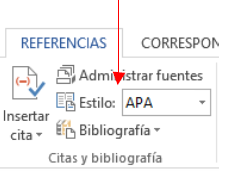 REFERENCIAS CORRESPON
Administrar fuentes
Insertar cita
Estilo: APA
Bibliografía
Citas y bibliografía